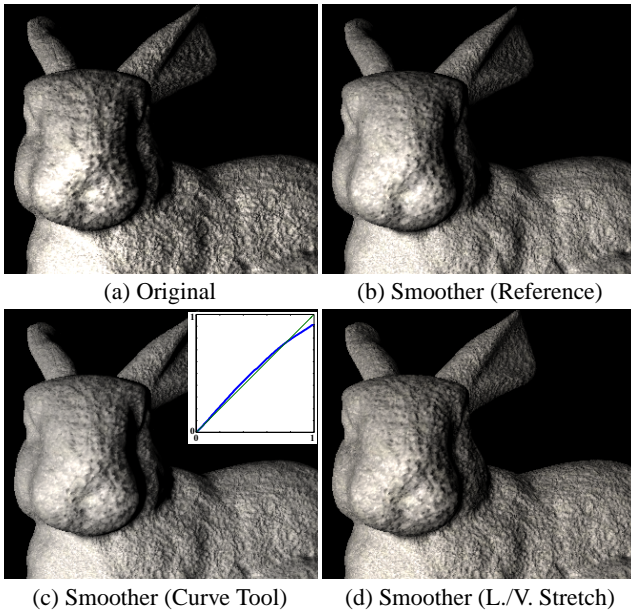 (a) Original
(b) Smoother (Reference)
1
0
0
1
(c) Smoother (Curve Tool)
(d) Smoother (L./V. Stretch)